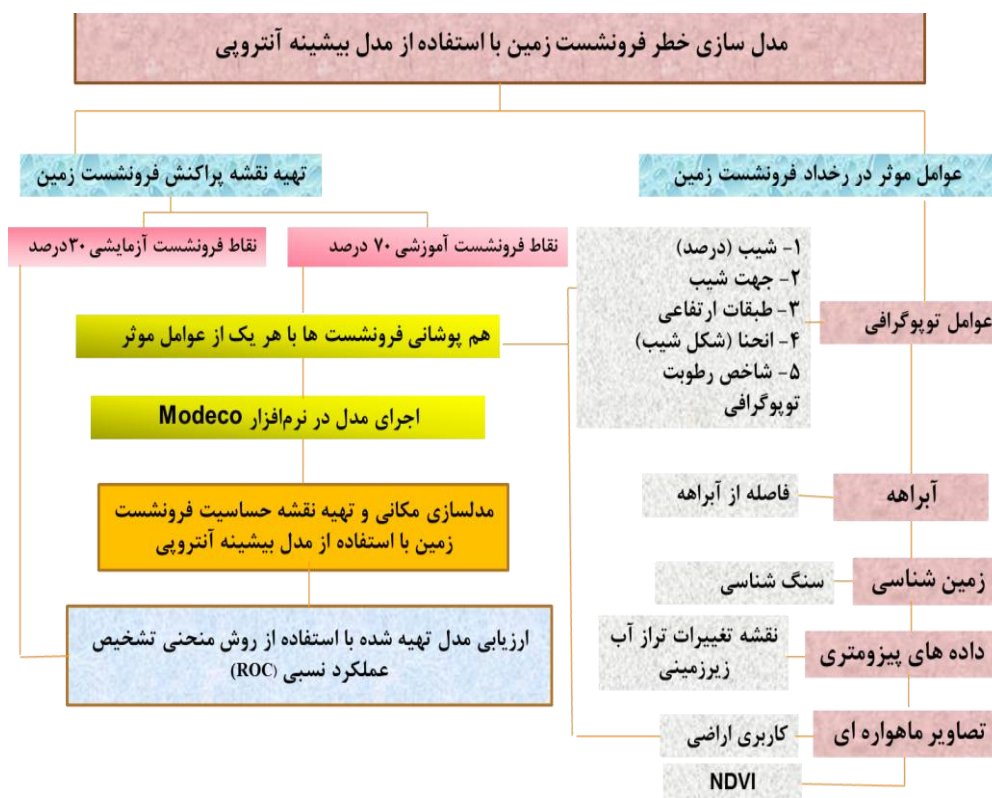 مدل سازی خطر فرونشست زمین با استفاده از مدل بیشینه آنتروپی
عوامل موثر در رخداد فرونشست زمین
تهیه نقشه پراکنش فرونشست زمین
نقاط فرونشست آموزشی ۷۰ درصد
نقاط فرونشست آزمایشی ۳۰درصد
۱- شیب (درصد)
۲- جهت شیب
۳- طبقات ارتفاعی
۴- انحنا (شکل شیب)
۵- شاخص رطوبت
توپوگرافی
عوامل توپوگرافی
هم پوشانی فرونشست ها با هر یک از عوامل موثر
اجرای مدل در نرم‌افزار Modeco
آبراهه
فاصله از آبراهه
مدلسازی مکانی و تهیه نقشه حساسیت فرونشست
زمین با استفاده از مدل بیشینه آنتروپی
زمین شناسی
سنگ شناسی
داده های پیزومتری
نقشه تغییرات تراز آب
زیرزمینی
ارزیابی مدل تهیه شده با استفاده از روش منحنی تشخیص
عملکرد نسبی (ROC)
تصاویر ماهواره ای
کاربری اراضی
NDVI